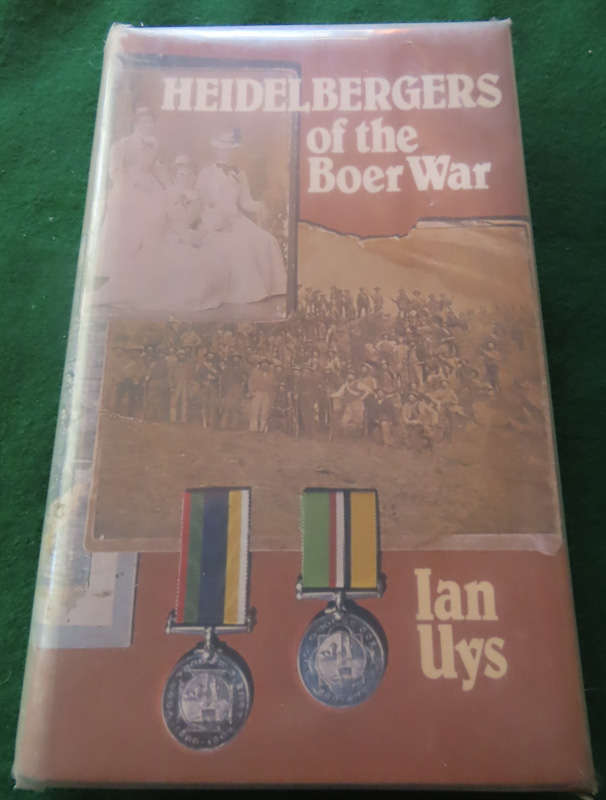 HEIDELBERGERS
of the
Boer War
Ian
Uys